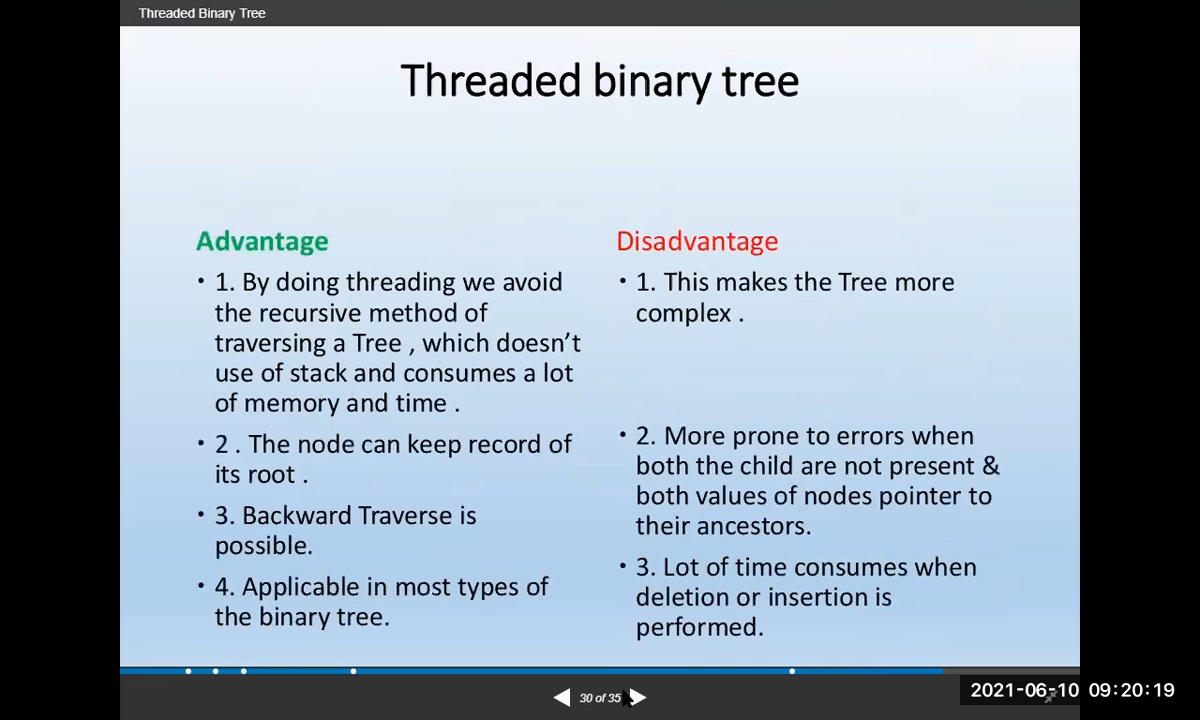 Threaded Binary Tree
Threaded binary tree
Advantage
• 1. By doing threading we avoid
the recursive method of
traversing a Tree , which doesn’t
use of stack and consumes a lot
of memory and time .
• 2 . The node can keep record of
its root .
• 3. Backward Traverse is
possible.
• 4. Applicable in most types of
the binary tree.
Disadvantage
• 1. This makes the Tree more
complex .
• 2. More prone to errors when
both the child are not present &
both values of nodes pointer to
their ancestors.
• 3. Lot of time consumes when
deletion or insertion is
performed.
30 of 35
2021-06-10 09:20:19